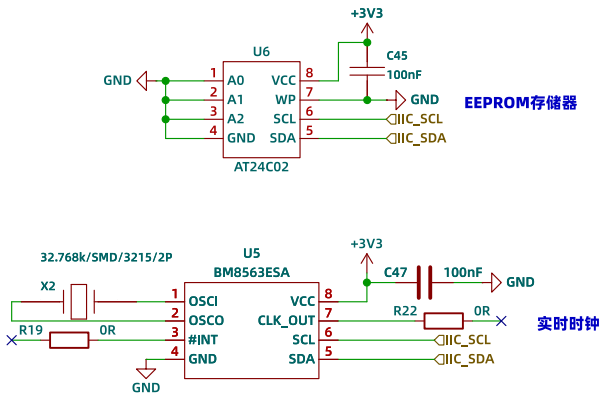 +3V3
U6
C45
100nF
GND
1 A0 VCC 8
2 A1 WP 7 GND
3 A2 SCL 6 IIC_SCL
4 GND SDA 5 IIC_SDA
AT24C02
EEPROM存储器
32.768k/SMD/3215/2P
X2
U5
BM8563ESA
+3V3
C47 100nF GND
1 OSCI VCC 8
2 OSCO CLK_OUT 7 R22 0R
R19 0R 3 #INT SCL 6 IIC_SCL
4 GND SDA 5 IIC_SDA
GND
实时时钟